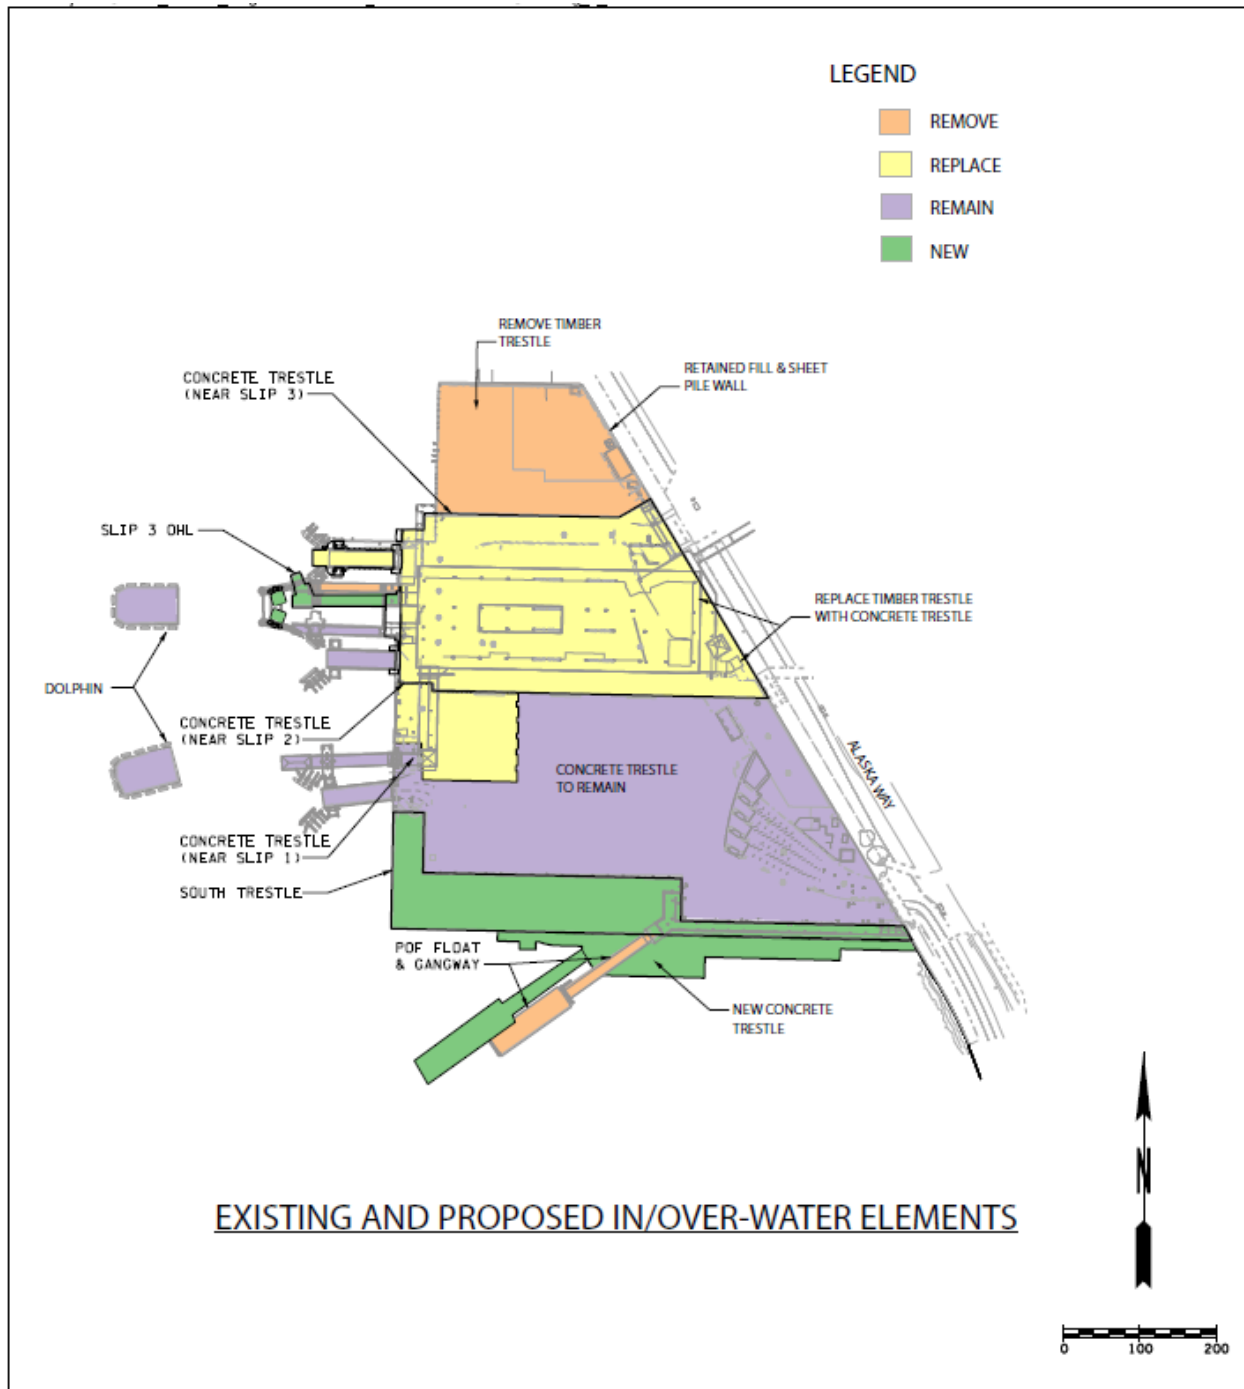 LEGEND
REMOVE
REPLACE
REMAIN
NEW
REMOVE TIMBER
TRESTLE
RETAINED FILL & SHEET
PILE WALL
CONCRETE TRESTLE
(NEAR SLIP 3)
SLIP 3 OHL
REPLACE TIMBER TRESTLE
WITH CONCRETE TRESTLE
DOLPHIN
CONCRETE TRESTLE
(NEAR SLIP 2)
CONCRETE TRESTLE
TO REMAIN
ALASKA WAY
CONCRETE TRESTLE
(NEAR SLIP 1)
SOUTH TRESTLE
POF FLOAT
& GANGWAY
NEW CONCRETE
TRESTLE
N
EXISTING AND PROPOSED IN/OVER-WATER ELEMENTS
0 100 200